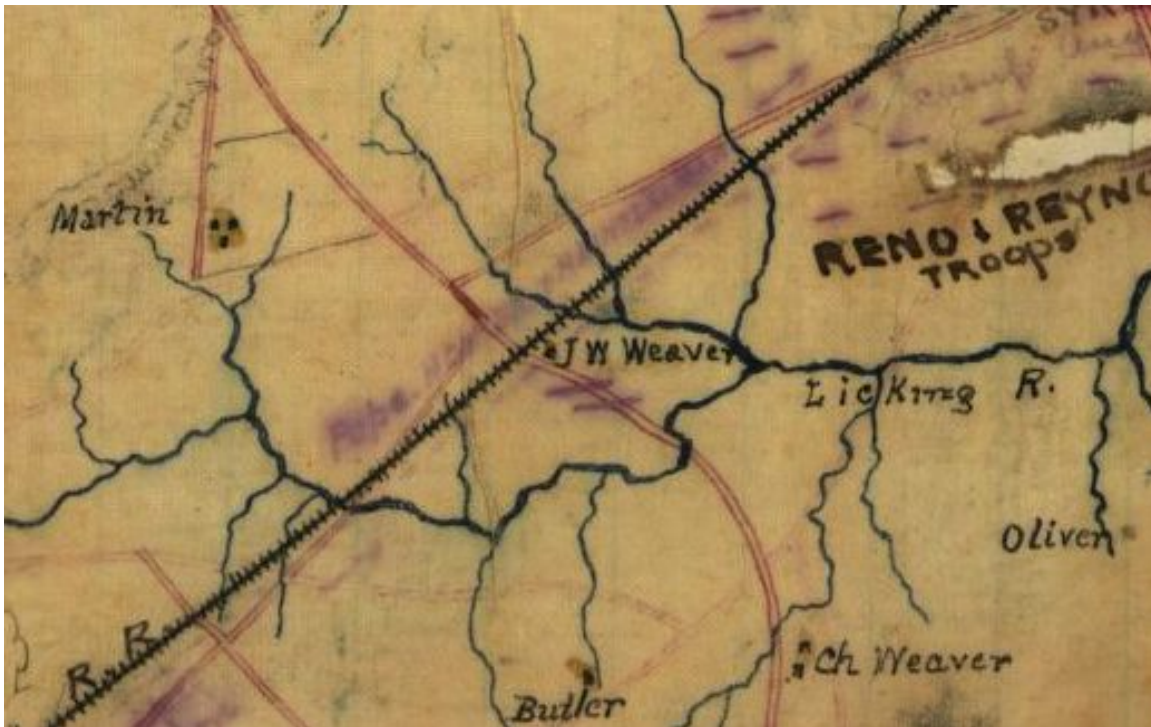 Martin
RENO & REYNO
TROOPS
J W Weaver
Licking R.
Oliver
R. R.
Ch Weaver
Butler